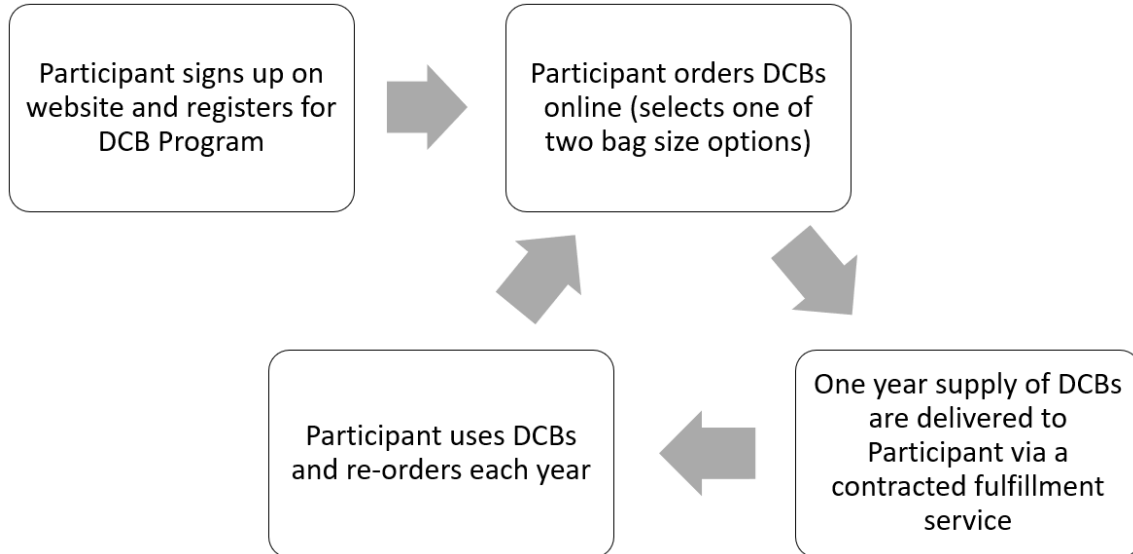 Participant signs up on
website and registers for
DCB Program
Participant orders DCBs
online (selects one of
two bag size options)
One year supply of DCBs
are delivered to
Participant via a
contracted fulfillment
service
Participant uses DCBs
and re-orders each year